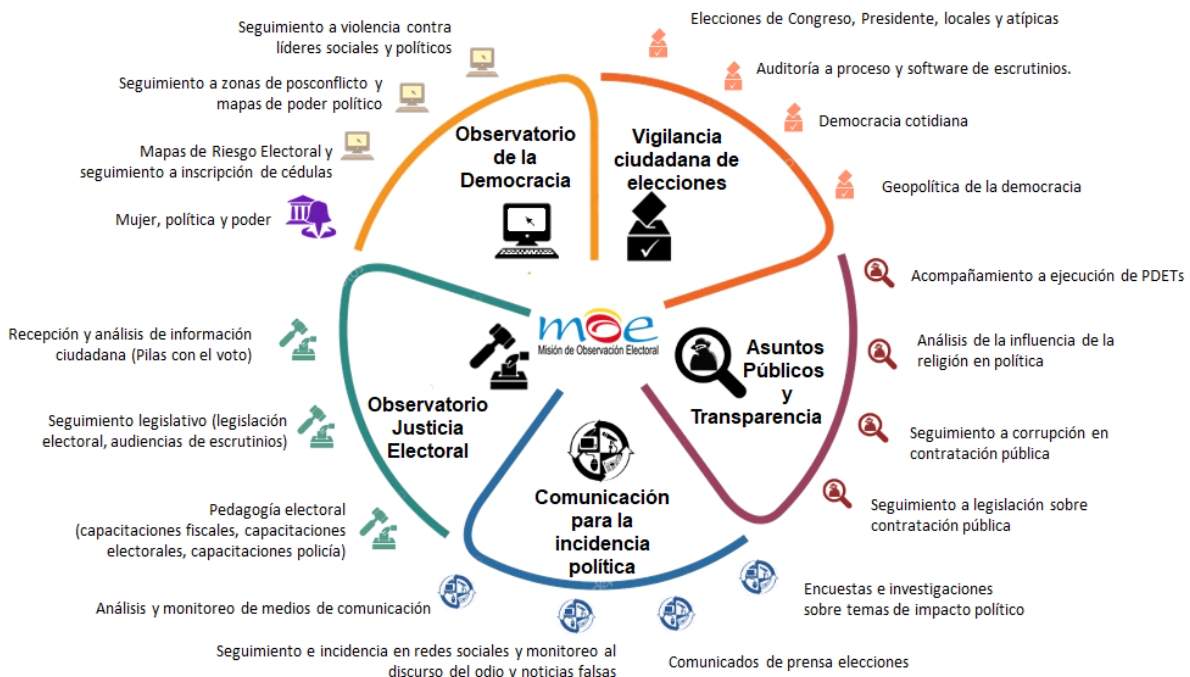 Seguimiento a violencia contra
líderes sociales y políticos
Seguimiento a zonas de posconflicto y
mapas de poder político
Mapas de Riesgo Electoral y
seguimiento a inscripción de cédulas
Mujer, política y poder
Observatorio
de la
Democracia
Elecciones de Congreso, Presidente, locales y atípicas
Auditoría a proceso y software de escrutinios.
Democracia cotidiana
Geopolítica de la democracia
Vigilancia
ciudadana de
elecciones
Acompañamiento a ejecución de PDETs
Análisis de la influencia de la
religión en política
Seguimiento a corrupción en
contratación pública
Seguimiento a legislación sobre
contratación pública
Asuntos
Públicos
y
Transparencia
moe
Misión de Observación Electoral
Recepción y análisis de información
ciudadana (Pilas con el voto)
Seguimiento legislativo (legislación
electoral, audiencias de escrutinios)
Pedagogía electoral
(capacitaciones fiscales, capacitaciones
electorales, capacitaciones policía)
Observatorio
Justicia
Electoral
Comunicación
para la
incidencia
política
Análisis y monitoreo de medios de comunicación
Seguimiento e incidencia en redes sociales y monitoreo al
discurso del odio y noticias falsas
Comunicados de prensa elecciones
Encuestas e investigaciones
sobre temas de impacto político